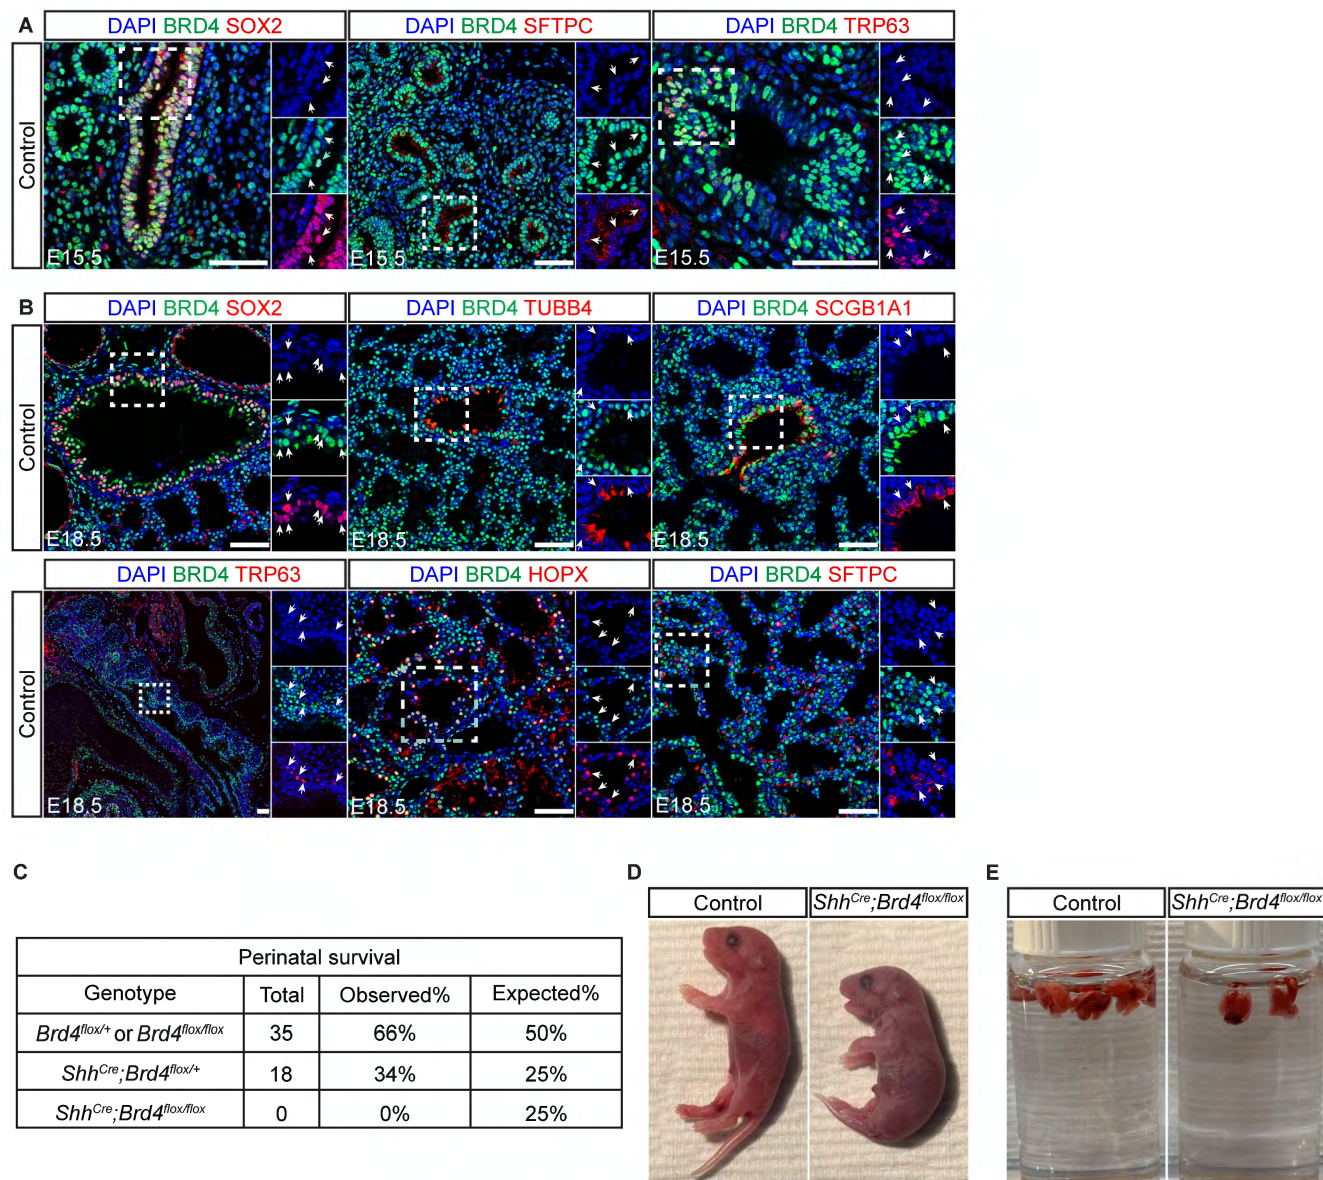 A
DAPI BRD4 SOX2
DAPI BRD4 SFTPC
DAPI BRD4 TRP63
Control
E15.5
E15.5
E15.5
B
DAPI BRD4 SOX2
DAPI BRD4 TUBB4
DAPI BRD4 SCGB1A1
Control
E18.5
E18.5
E18.5
DAPI BRD4 TRP63
DAPI BRD4 HOPX
DAPI BRD4 SFTPC
Control
E18.5
E18.5
E18.5
C
Perinatal survival
Genotype Total Observed% Expected%
Brd4flox/+ or Brd4flox/flox 35 66% 50%
ShhCre;Brd4flox/+ 18 34% 25%
ShhCre;Brd4flox/flox 0 0% 25%
D
Control
ShhCre;Brd4flox/flox
E
Control
ShhCre;Brd4flox/flox